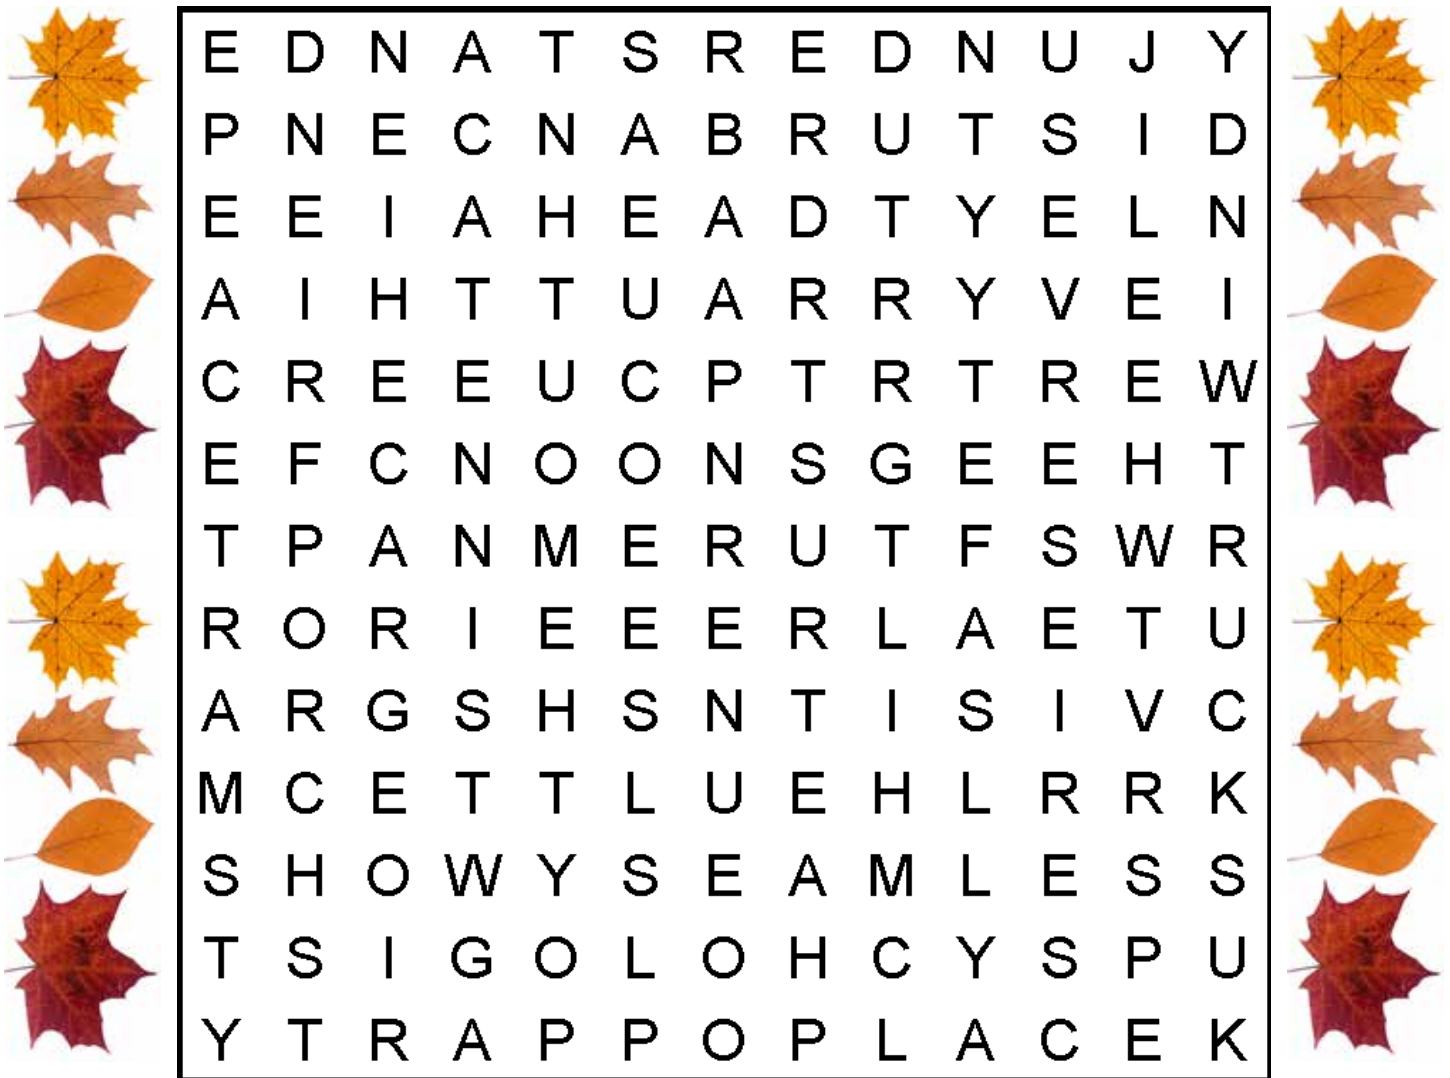 E D N A T S R E D N U J Y
P N E C N A B R U T S I D
E E I A H E A D T Y E L N
A I H T T U A R R Y V E I
C R E E U C P T R T R E W
E F C N O O N S G E E H T
T P A N M E R U T F S W R
R O R I E E E R L A E T U
A R G S H S N T I S I V C
M C E T T L U E H L R R K
S H O W Y S E A M L E S S
T S I G O L O H C Y S P U
Y T R A P P O P L A C E K